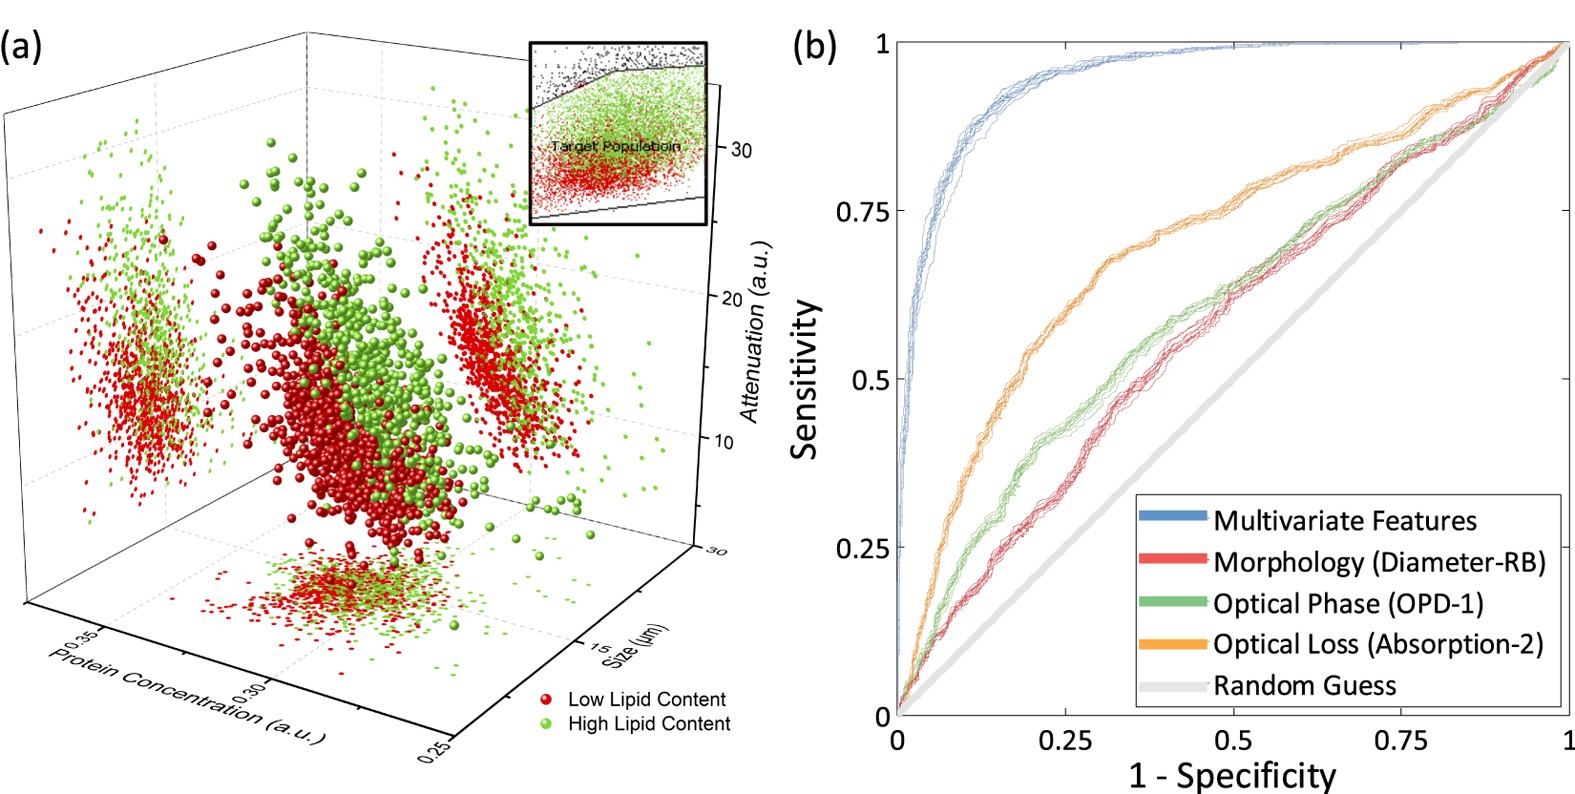 (a)
Target Populatioin
30
20
10
Attenuation (a.u.)
30
15
Size (μm)
0.35
0.30
0.25
Protein Concentration (a.u.)
Low Lipid Content
High Lipid Content
(b)
1
0.75
0.5
0.25
0
Sensitivity
0
0.25
0.5
0.75
1
1 - Specificity
Multivariate Features
Morphology (Diameter-RB)
Optical Phase (OPD-1)
Optical Loss (Absorption-2)
Random Guess